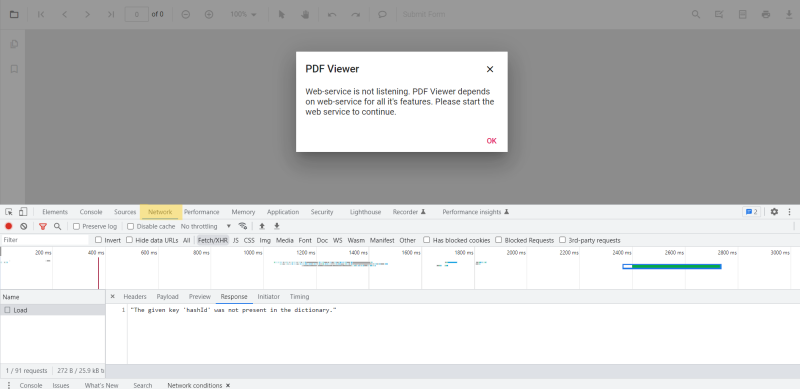 0 of 0 100% Submit Form
PDF Viewer
Web-service is not listening. PDF Viewer depends
on web-service for all it's features. Please start the
web service to continue.
OK
Elements Console Sources Network Performance Memory Application Security Lighthouse Recorder Performance insights 2
Preserve log Disable cache No throttling
Filter Invert Hide data URLs All Fetch/XHR JS CSS Img Media Font Doc WS Wasm Manifest Other Has blocked cookies Blocked Requests 3rd-party requests
200 ms 400 ms 600 ms 800 ms 1000 ms 1200 ms 1400 ms 1600 ms 1800 ms 2000 ms 2200 ms 2400 ms 2600 ms 2800 ms 3000 ms
Name Headers Payload Preview Response Initiator Timing
Load 1 "The given key 'hashId' was not present in the dictionary."
1 / 91 requests 272 B / 25.9 kB t
Console Issues What's New Search Network conditions